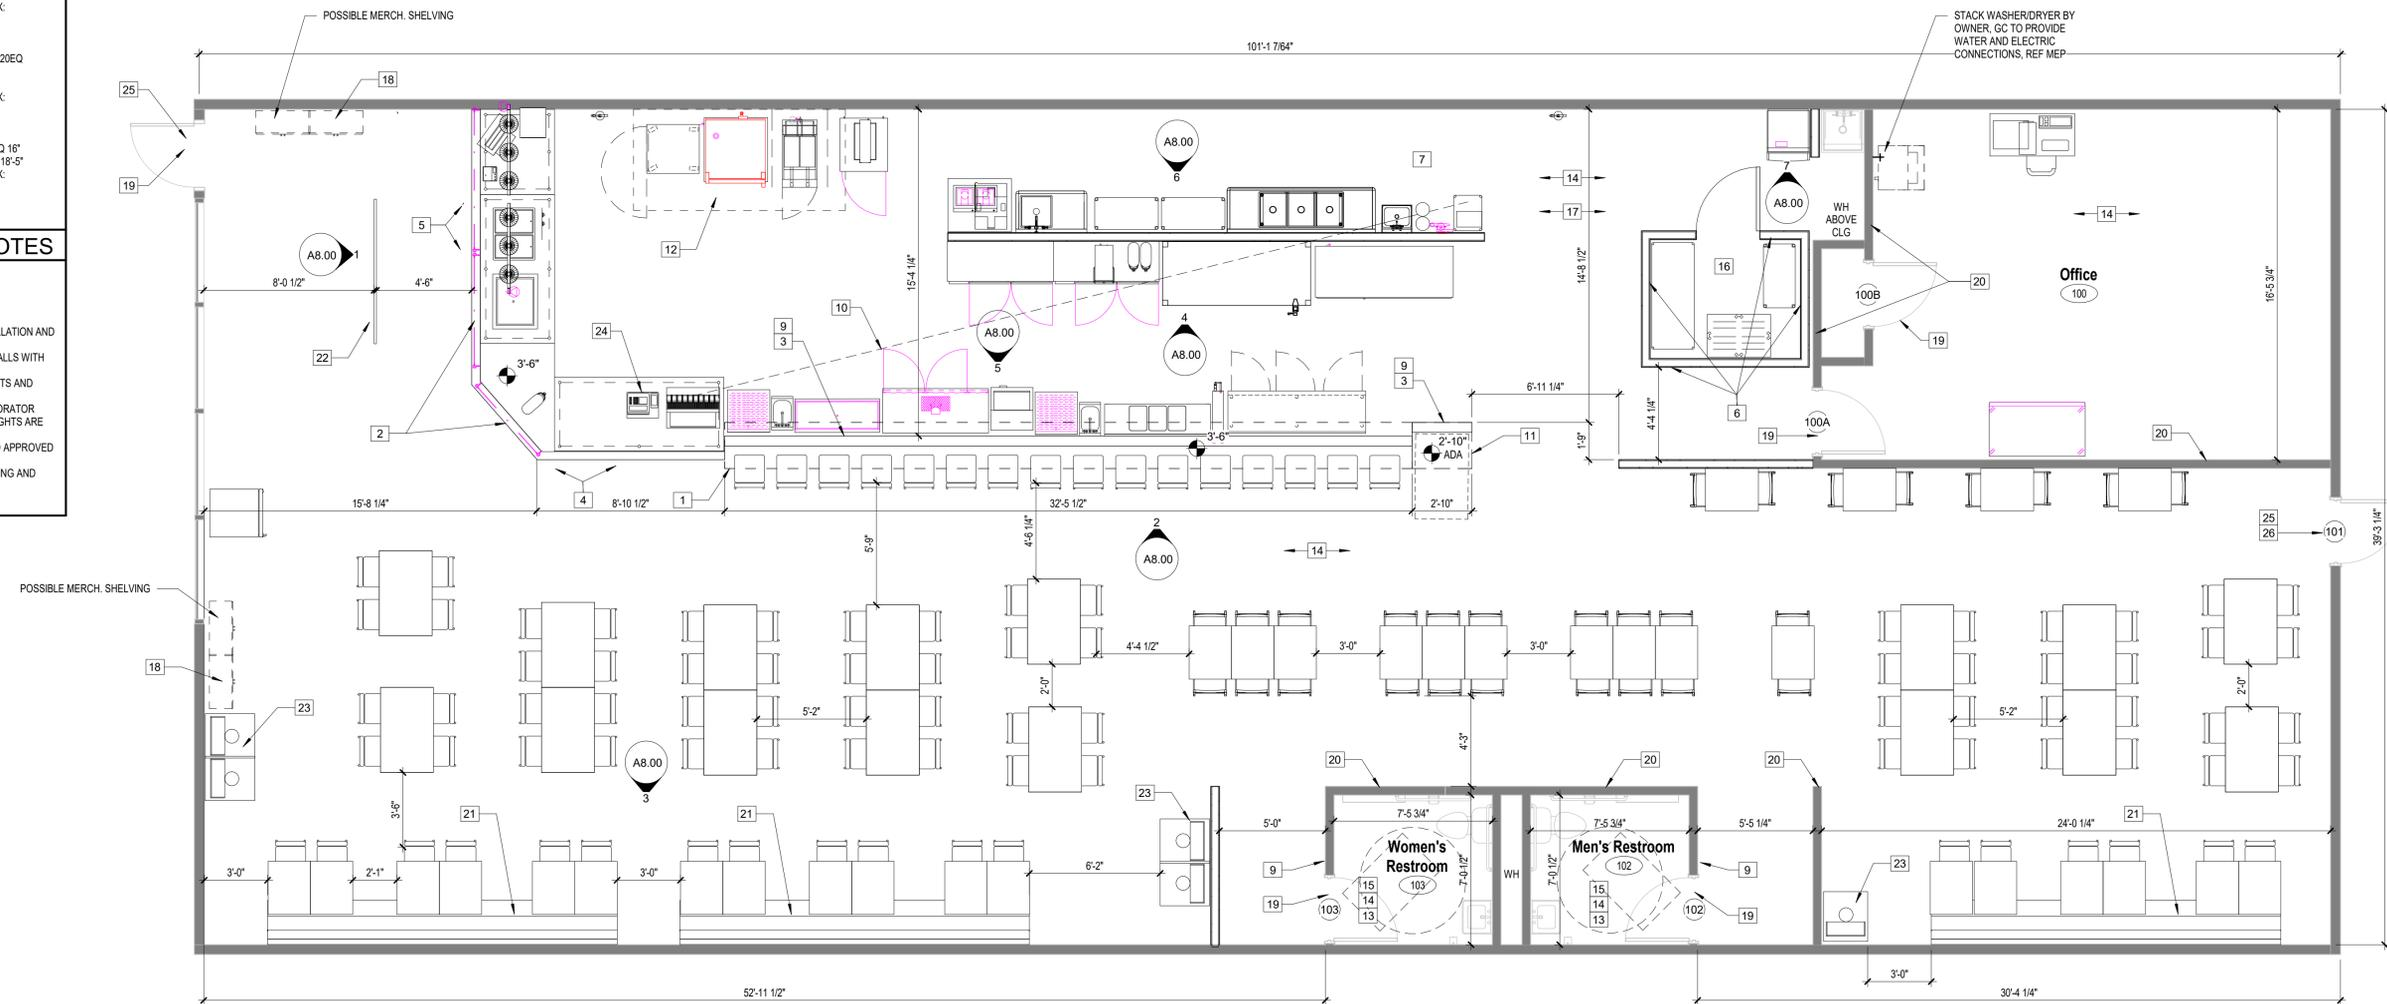 K:
20EQ
K:
Q 16"
18'-5"
K:
OTES
LATION AND
ALLS WITH
TS AND
ORATOR
GHTS ARE
D APPROVED
NG AND
POSSIBLE MERCH. SHELVING
STACK WASHER/DRYER BY
OWNER, GC TO PROVIDE
WATER AND ELECTRIC
CONNECTIONS, REF MEP
101'-1 7/64"
25
18
19
5
A8.00
1
12
A8.00
6
7
14
17
7
A8.00
WH
ABOVE
CLG
14
8'-0 1/2"
4'-6"
15'-4 1/4"
14'-8 1/2"
16'-5 3/4"
16
20
Office
100
100B
22
24
9
3
10
A8.00
5
4
A8.00
19
3'-6"
9
3
6'-11 1/4"
4'-4 1/4"
6
100A
19
20
2
3'-6"
2'-10"
ADA
11
1'-9"
4
1
15'-8 1/4"
8'-10 1/2"
32'-5 1/2"
2'-10"
25
26
101
39'-3 1/4"
5'-9"
4'-6 1/4"
2
A8.00
14
POSSIBLE MERCH. SHELVING
18
23
4'-4 1/2"
3'-0"
3'-0"
2'-0"
2'-0"
5'-2"
5'-2"
4'-3"
A8.00
3
20
20
20
3'-6"
21
21
23
5'-0"
7'-5 3/4"
7'-5 3/4"
5'-5 1/4"
24'-0 1/4"
21
Women's
Restroom
103
Men's Restroom
102
7'-0 1/2"
7'-0 1/2"
WH
3'-0"
2'-1"
3'-0"
6'-2"
9
9
23
15
14
13
15
14
13
19
103
102
19
3'-0"
52'-11 1/2"
30'-4 1/4"